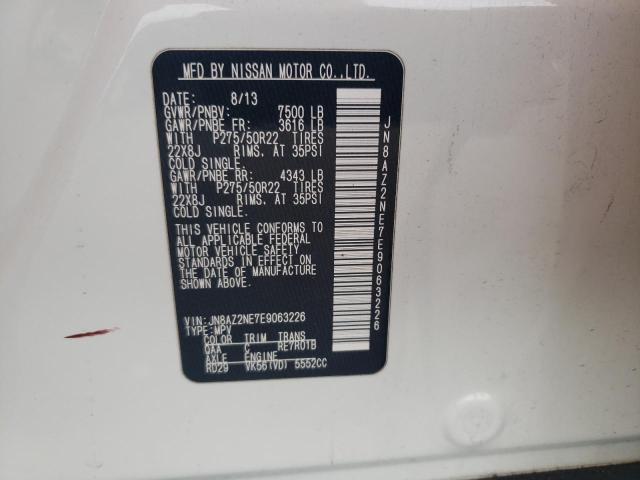 MFD BY NISSAN MOTOR CO.,LTD.
DATE: 8/13
GVWR/PNBV: 7500 LB
GAWR/PNBE FR: 3616 LB
WITH P275/50R22 TIRES
22X8J RIMS, AT 35PSI
COLD SINGLE.
GAWR/PNBE RR: 4343 LB
WITH P275/50R22 TIRES
22X8J RIMS, AT 35PSI
COLD SINGLE.
THIS VEHICLE CONFORMS TO
ALL APPLICABLE FEDERAL
MOTOR VEHICLE SAFETY
STANDARDS IN EFFECT ON
THE DATE OF MANUFACTURE
SHOWN ABOVE.
VIN: JN8AZ2NE7E9063226
TYPE: MPV
COLOR TRIM TRANS
QAA C RE7R01B
AXLE ENGINE
RD29 VK56(VD) 5552CC
JN8AZ2NE7E9063226